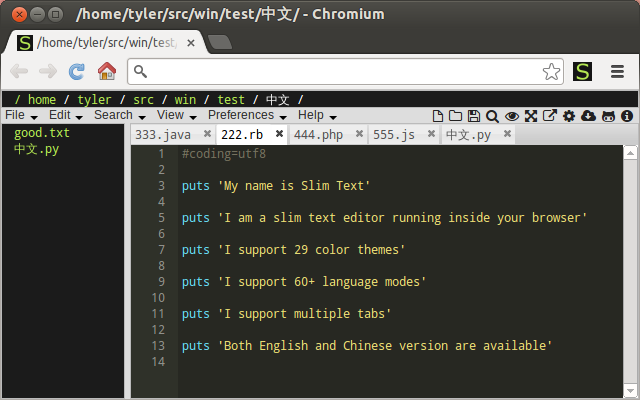 /home/tyler/src/win/test/中文/ - Chromium
/home/tyler/src/win/test/
/ home / tyler / src / win / test / 中文 /
File Edit Search View Preferences Help
good.txt
中文.py
333.java 222.rb 444.php 555.js 中文.py
1 #coding=utf8
2
3 puts 'My name is Slim Text'
4
5 puts 'I am a slim text editor running inside your browser'
6
7 puts 'I support 29 color themes'
8
9 puts 'I support 60+ language modes'
10
11 puts 'I support multiple tabs'
12
13 puts 'Both English and Chinese version are available'
14